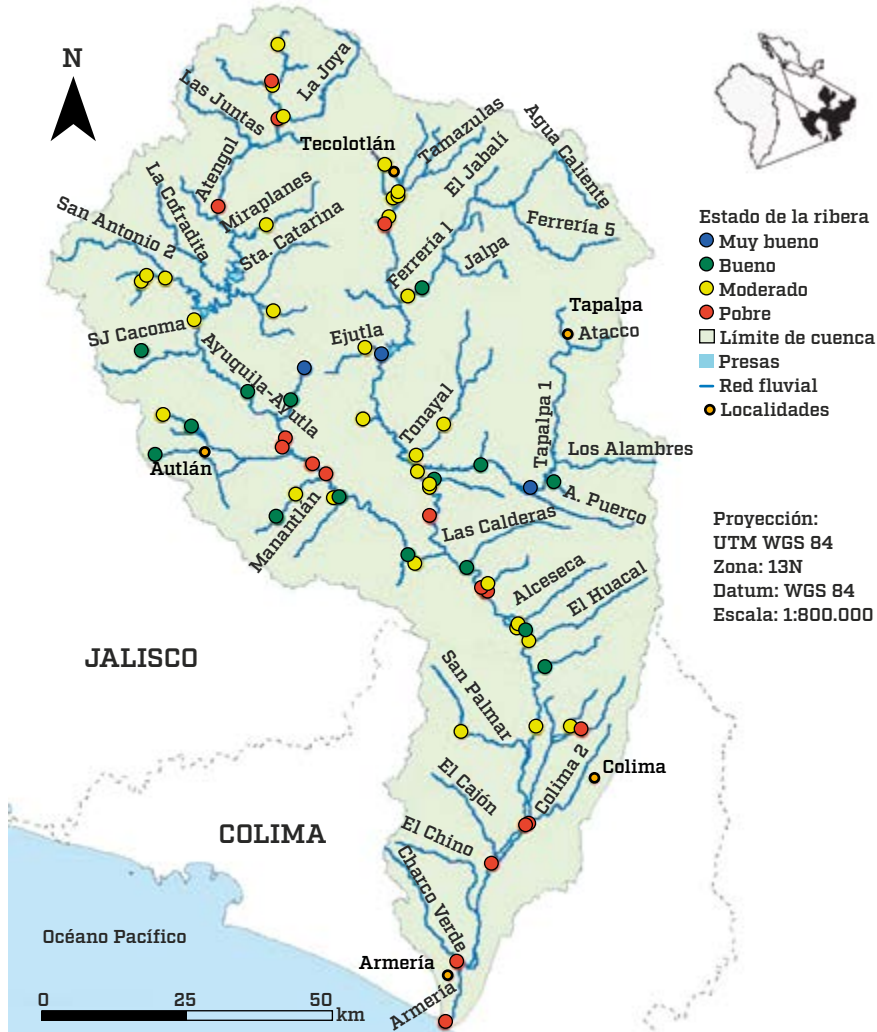 N
La Joya
Las Juntas
Tecolotlán
Tamazulas
El Jabalí
Agua Caliente
Atengol
La Cofradita
Miraplanes
San Antonio 2
Sta. Catarina
Ferrería 1
Ferrería 5
Jalpa
SJ Cacoma
Ejutla
Tapalpa
Atacco
Ayuquila-Ayutla
Tonayal
Tapalpa 1
Los Alambres
Autlán
A. Puerco
Manantlán
Las Calderas
Alceseca
El Huacal
JALISCO
San Palmar
Colima 2
Colima
El Cajón
COLIMA
El Chino
Charco Verde
Océano Pacífico
Armería
Armería
0 25 50
km
Estado de la ribera
Muy bueno
Bueno
Moderado
Pobre
Límite de cuenca
Presas
Red fluvial
Localidades
Proyección:
UTM WGS 84
Zona: 13N
Datum: WGS 84
Escala: 1:800.000